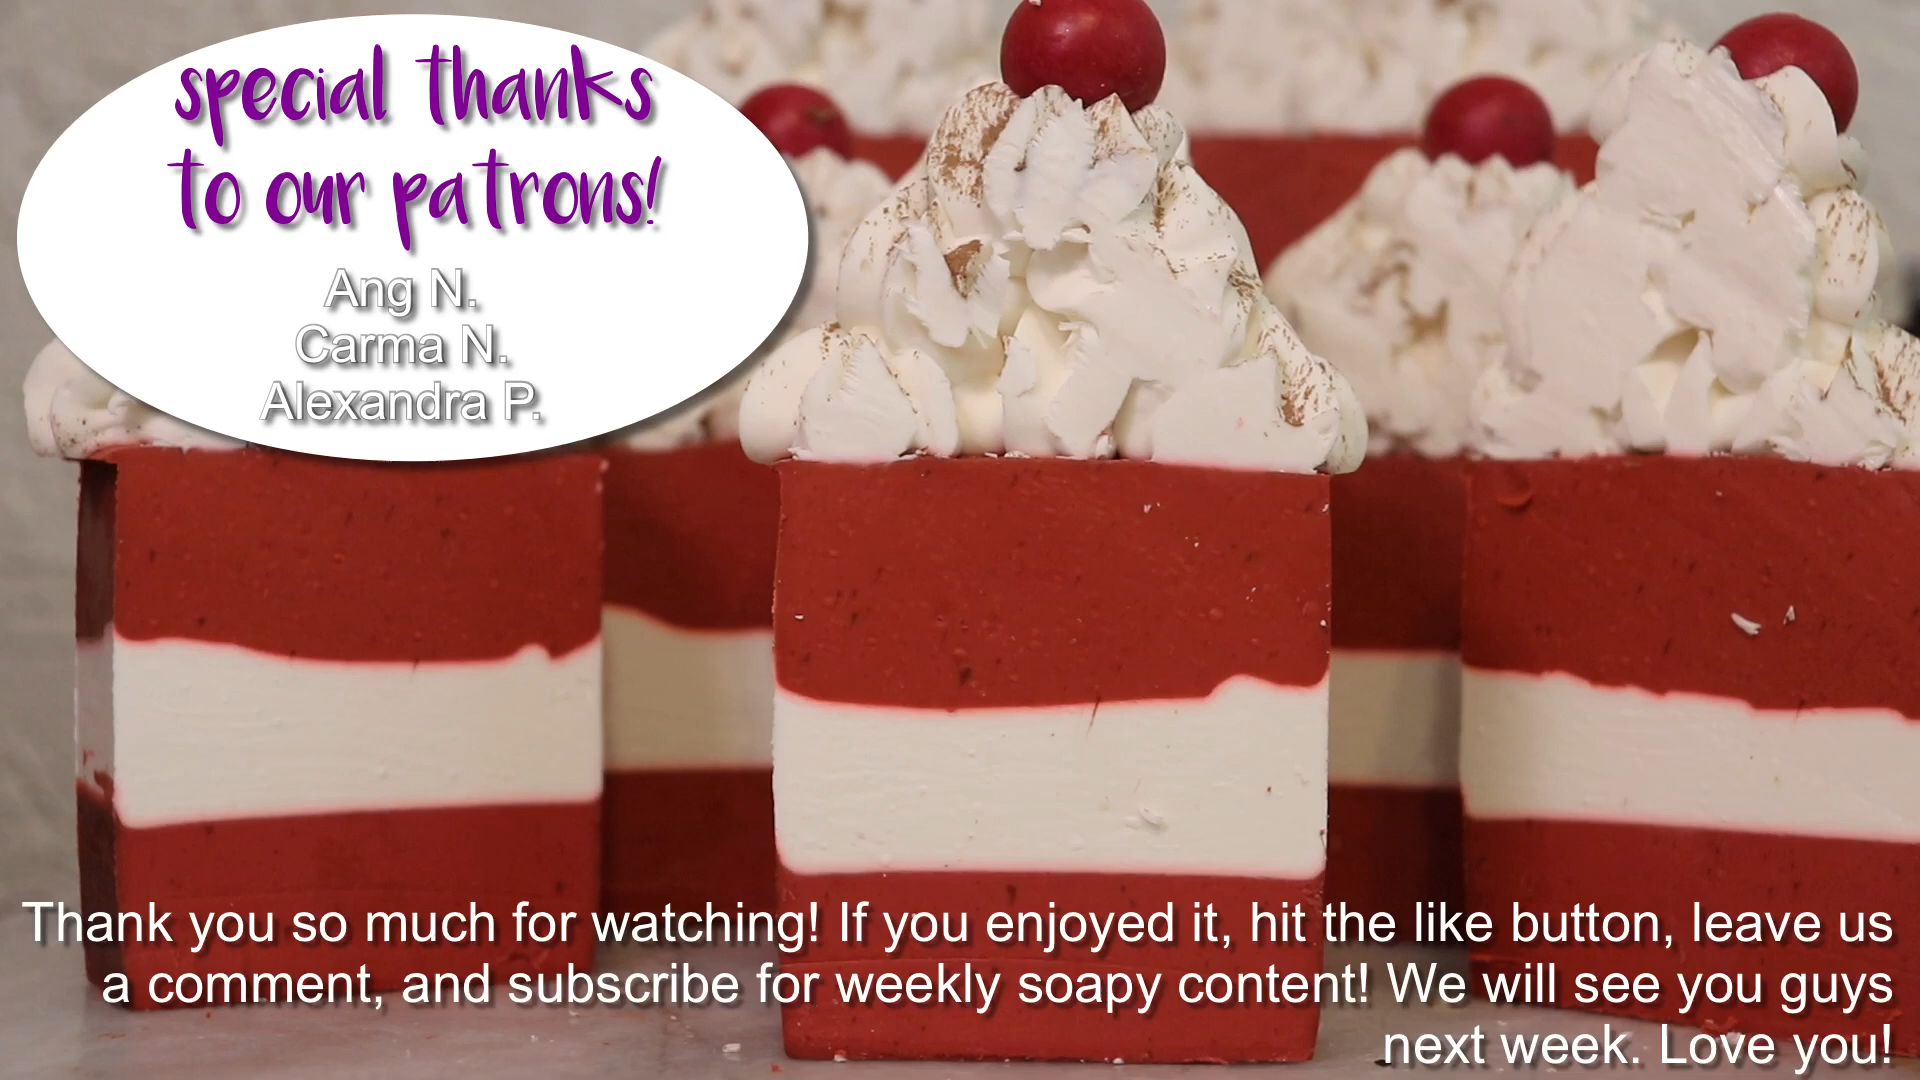 special thanks
to our patrons!
Ang N.
Carma N.
Alexandra P.
Thank you so much for watching! If you enjoyed it, hit the like button, leave us
a comment, and subscribe for weekly soapy content! We will see you guys
next week. Love you!